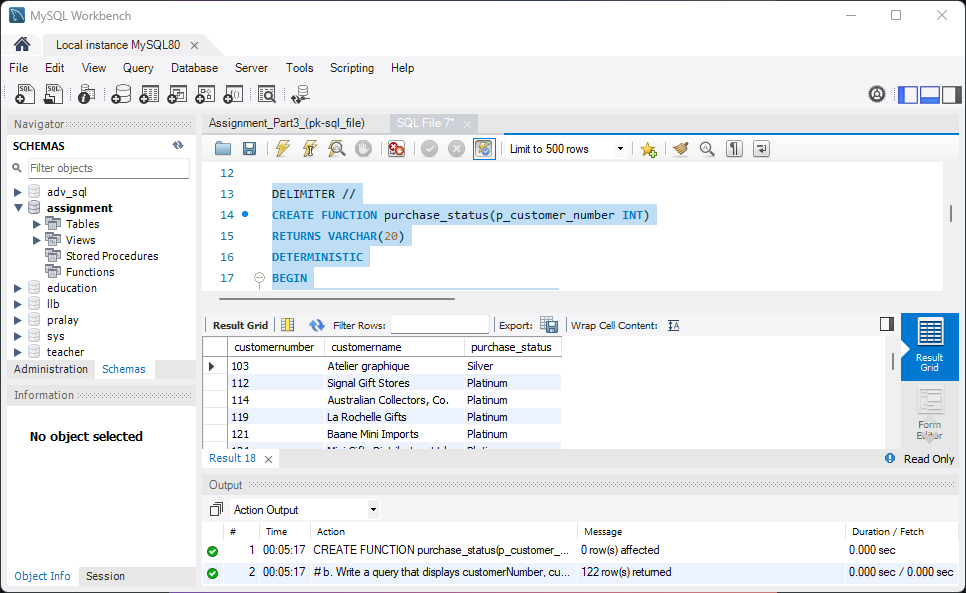 MySQL Workbench
Local instance MySQL80
File Edit View Query Database Server Tools Scripting Help
Navigator
SCHEMAS
Filter objects
adv_sql
assignment
Tables
Views
Stored Procedures
Functions
education
llb
pralay
sys
teacher
Administration Schemas
Information
No object selected
Object Info Session
Assignment_Part3_(pk-sql_file) SQL File 7*
Limit to 500 rows
12
13 DELIMITER //
14 CREATE FUNCTION purchase_status(p_customer_number INT)
15 RETURNS VARCHAR(20)
16 DETERMINISTIC
17 BEGIN
Result Grid Filter Rows: Export: Wrap Cell Content:
customernumber customername purchase_status
103 Atelier graphique Silver
112 Signal Gift Stores Platinum
114 Australian Collectors, Co. Platinum
119 La Rochelle Gifts Platinum
121 Baane Mini Imports Platinum
Result Grid
Form Editor
Result 18 Read Only
Output
Action Output
# Time Action Message Duration / Fetch
1 00:05:17 CREATE FUNCTION purchase_status(p_customer_... 0 row(s) affected 0.000 sec
2 00:05:17 # b. Write a query that displays customerNumber, cu... 122 row(s) returned 0.000 sec / 0.000 sec